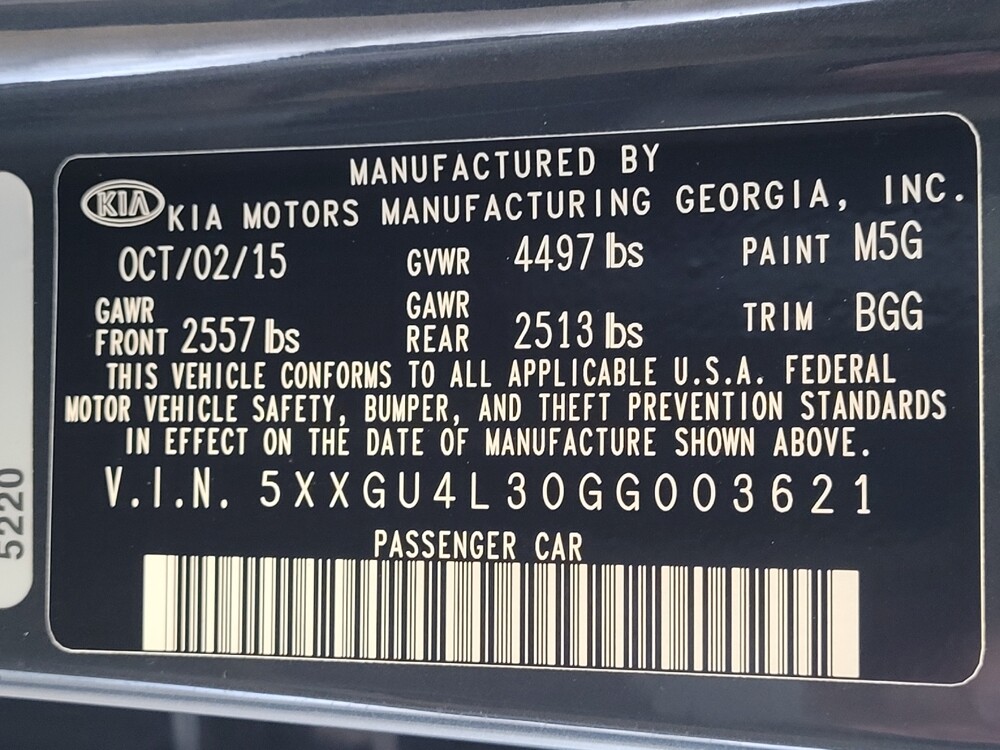 MANUFACTURED BY
KIA KIA MOTORS MANUFACTURING GEORGIA, INC.
OCT/02/15 GVWR 4497 lbs PAINT M5G
GAWR FRONT 2557 lbs GAWR REAR 2513 lbs TRIM BGG
THIS VEHICLE CONFORMS TO ALL APPLICABLE U.S.A. FEDERAL
MOTOR VEHICLE SAFETY, BUMPER, AND THEFT PREVENTION STANDARDS
IN EFFECT ON THE DATE OF MANUFACTURE SHOWN ABOVE.
V.I.N. 5XXGU4L30GG003621
PASSENGER CAR
5220